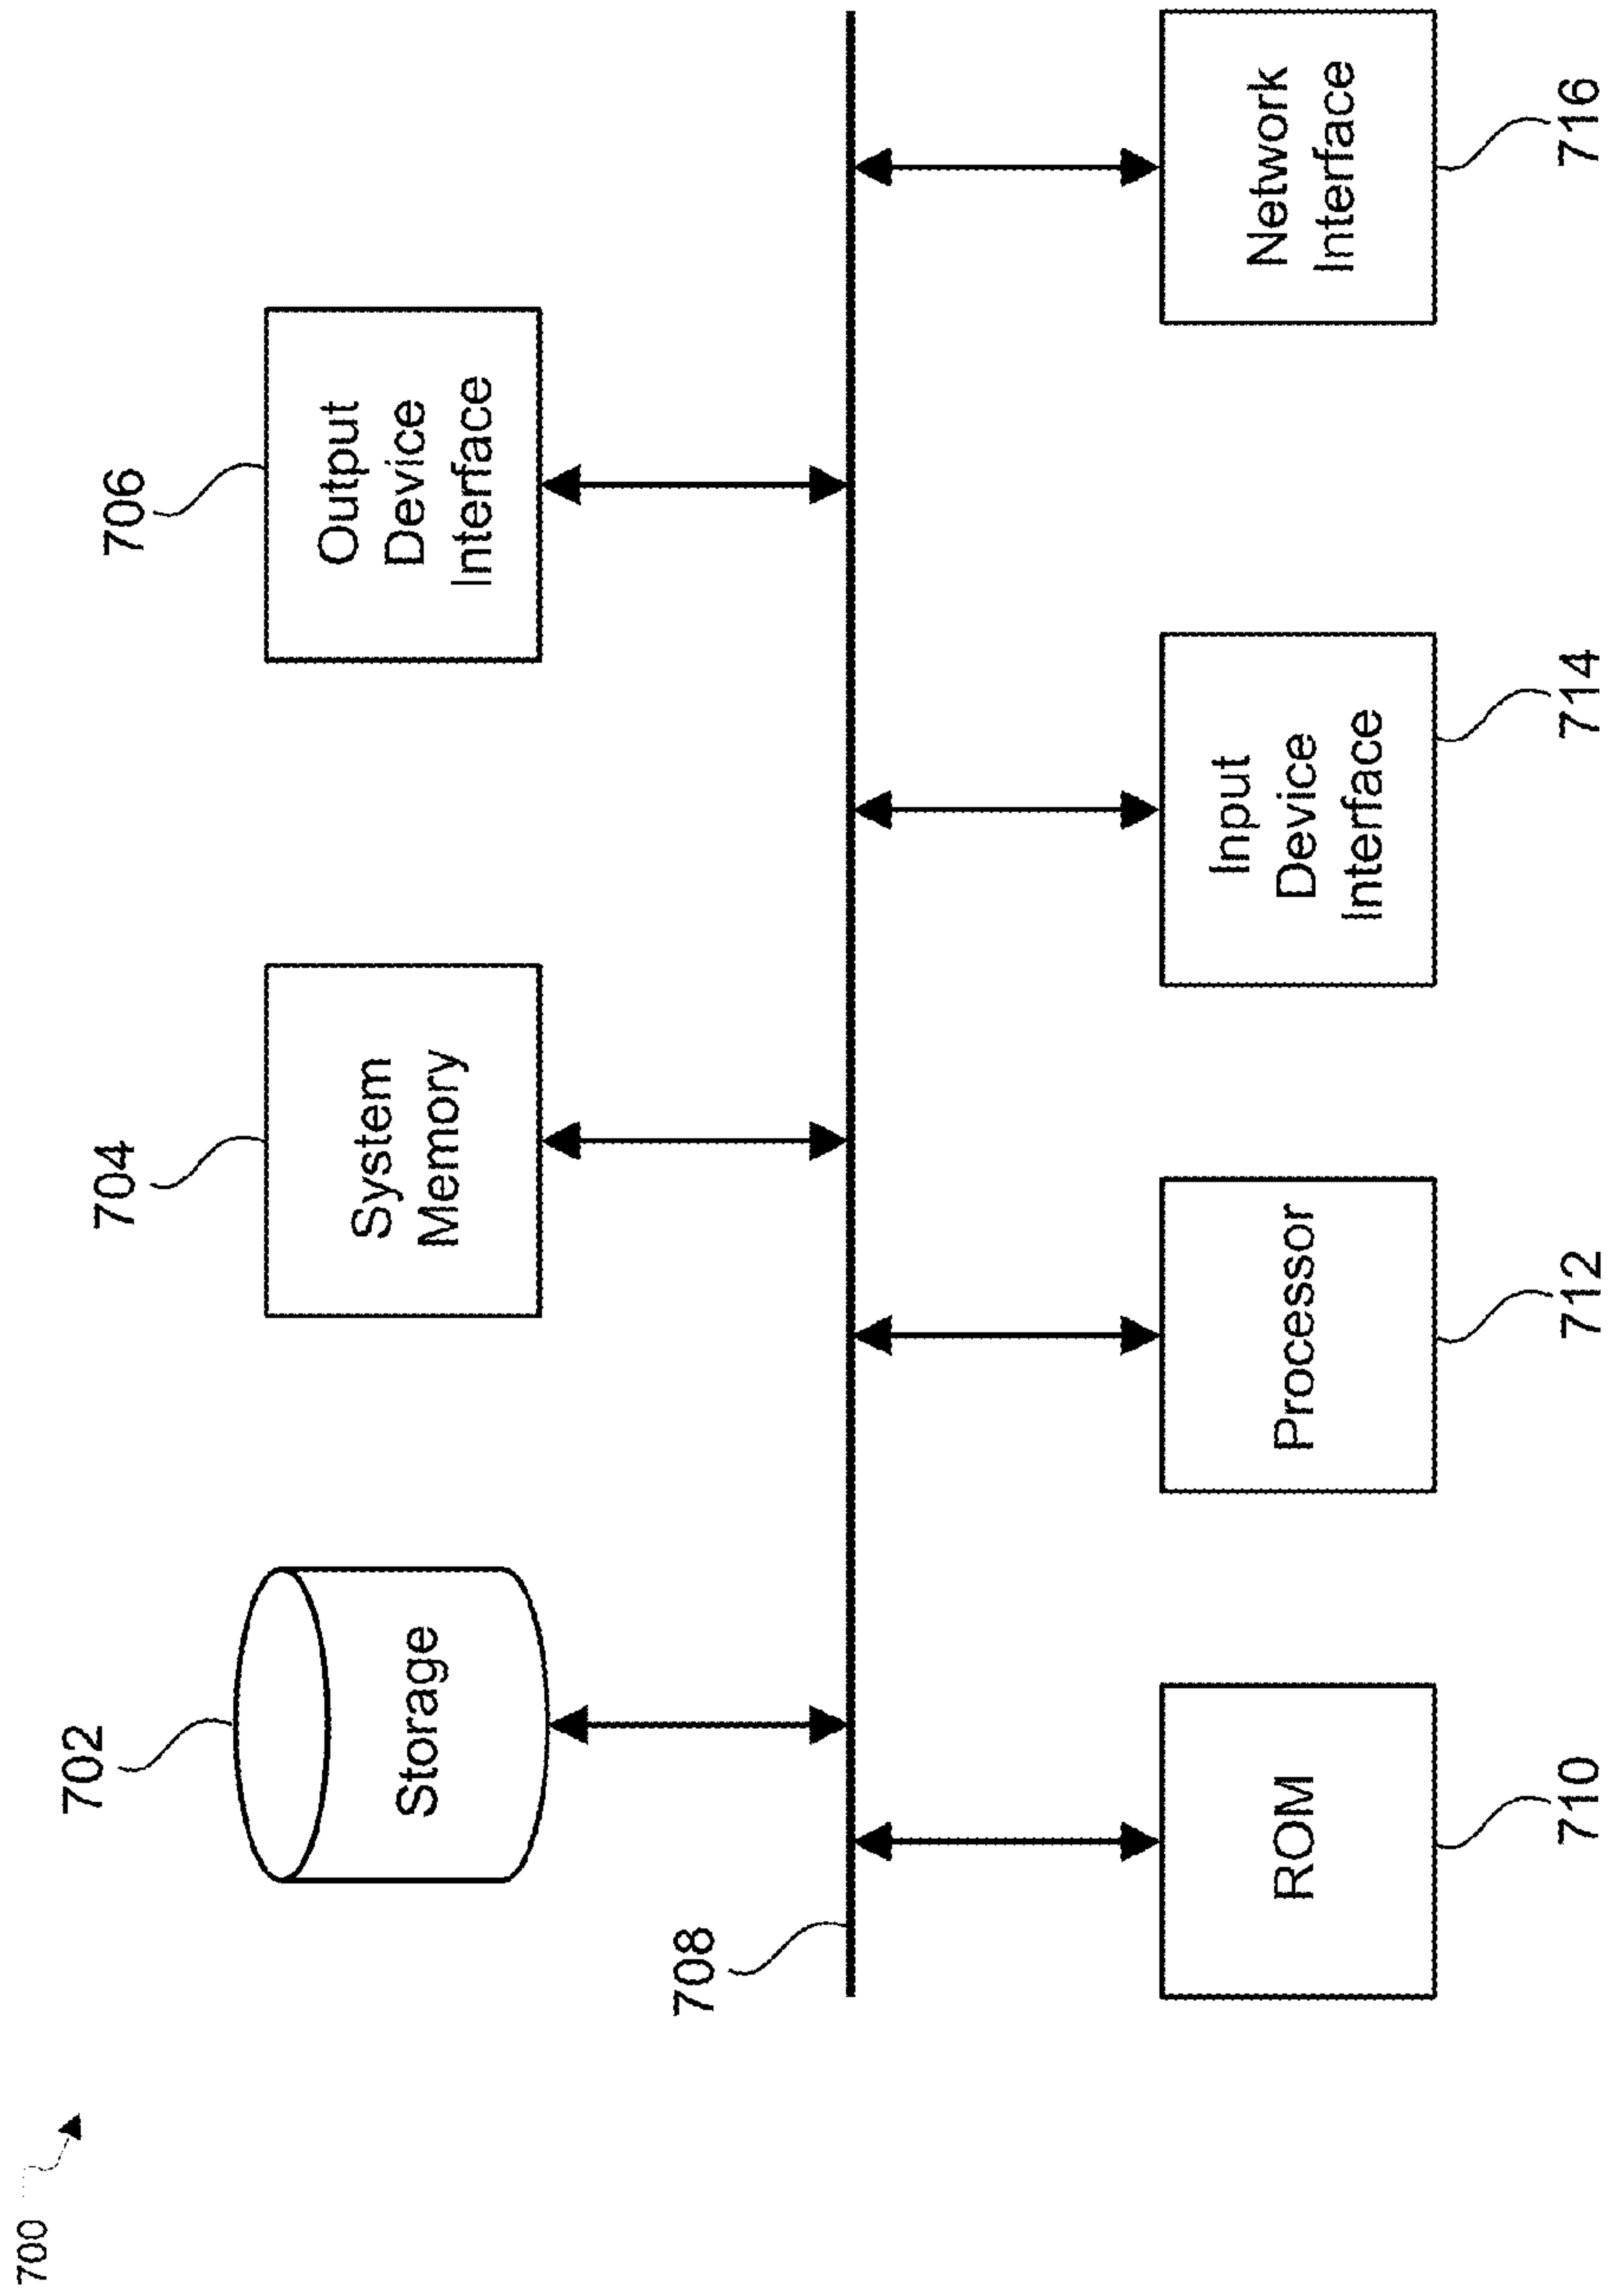 700
702
Storage
704
System
Memory
706
Output
Device
Interface
708
ROM
710
Processor
712
Input
Device
Interface
714
Network
Interface
716